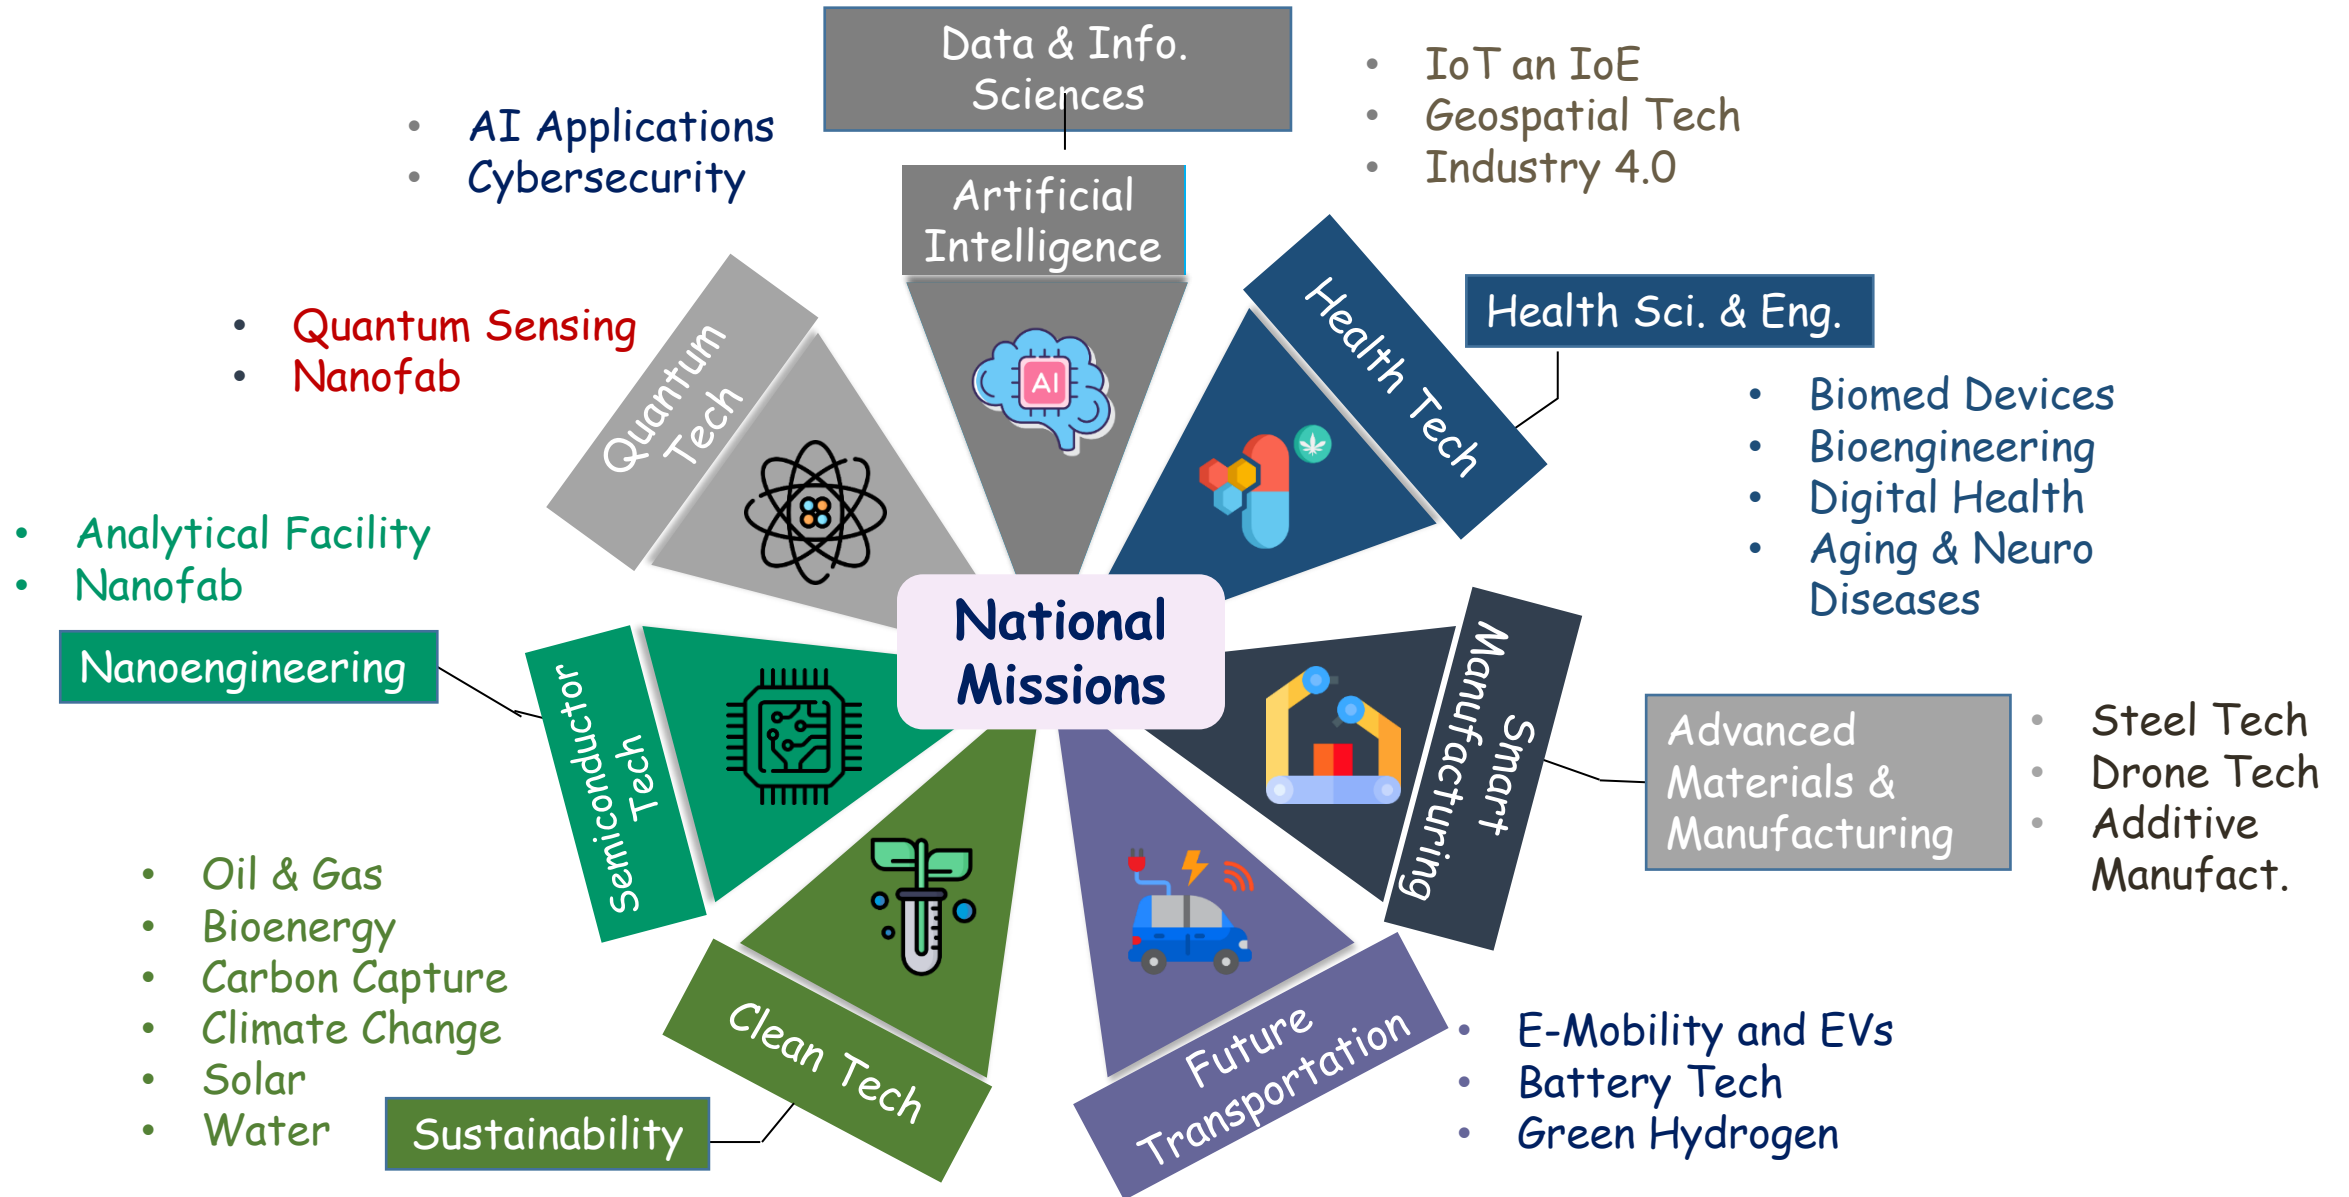 Data & Info.
Sciences
• IoT an IoE
• Geospatial Tech
• Industry 4.0
• AI Applications
• Cybersecurity
Artificial
Intelligence
AI
Health Tech
Health Sci. & Eng.
• Biomed Devices
• Bioengineering
• Digital Health
• Aging & Neuro
Diseases
• Quantum Sensing
• Nanofab
Quantum
Tech
• Analytical Facility
• Nanofab
Nanoengineering
Semiconductor
Tech
National
Missions
Smart
Manufacturing
Advanced
Materials &
Manufacturing
• Steel Tech
• Drone Tech
• Additive
Manufact.
• Oil & Gas
• Bioenergy
• Carbon Capture
• Climate Change
• Solar
• Water
Sustainability
Clean Tech
Future
Transportation
• E-Mobility and EVs
• Battery Tech
• Green Hydrogen